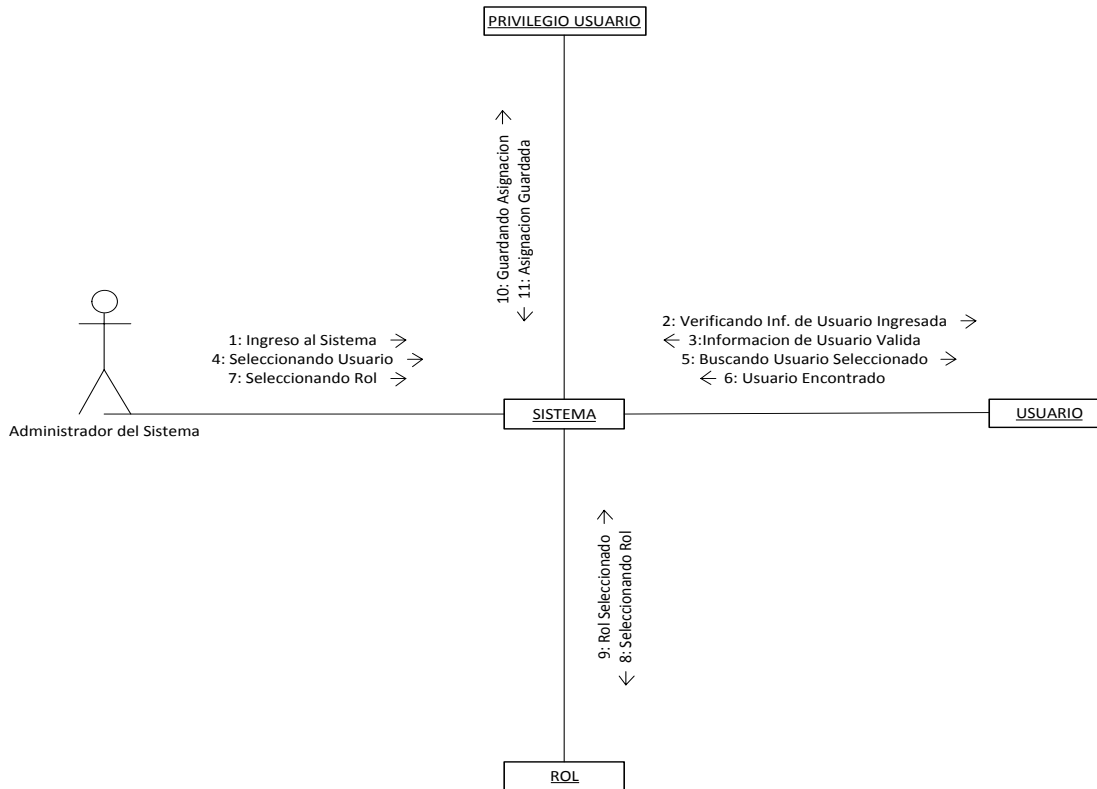 PRIVILEGIO USUARIO
10: Guardando Asignacion
11: Asignacion Guardada
1: Ingreso al Sistema
4: Seleccionando Usuario
7: Seleccionando Rol
2: Verificando Inf. de Usuario Ingresada
3:Informacion de Usuario Valida
5: Buscando Usuario Seleccionado
6: Usuario Encontrado
Administrador del Sistema
SISTEMA
USUARIO
9: Rol Seleccionado
8: Seleccionando Rol
ROL